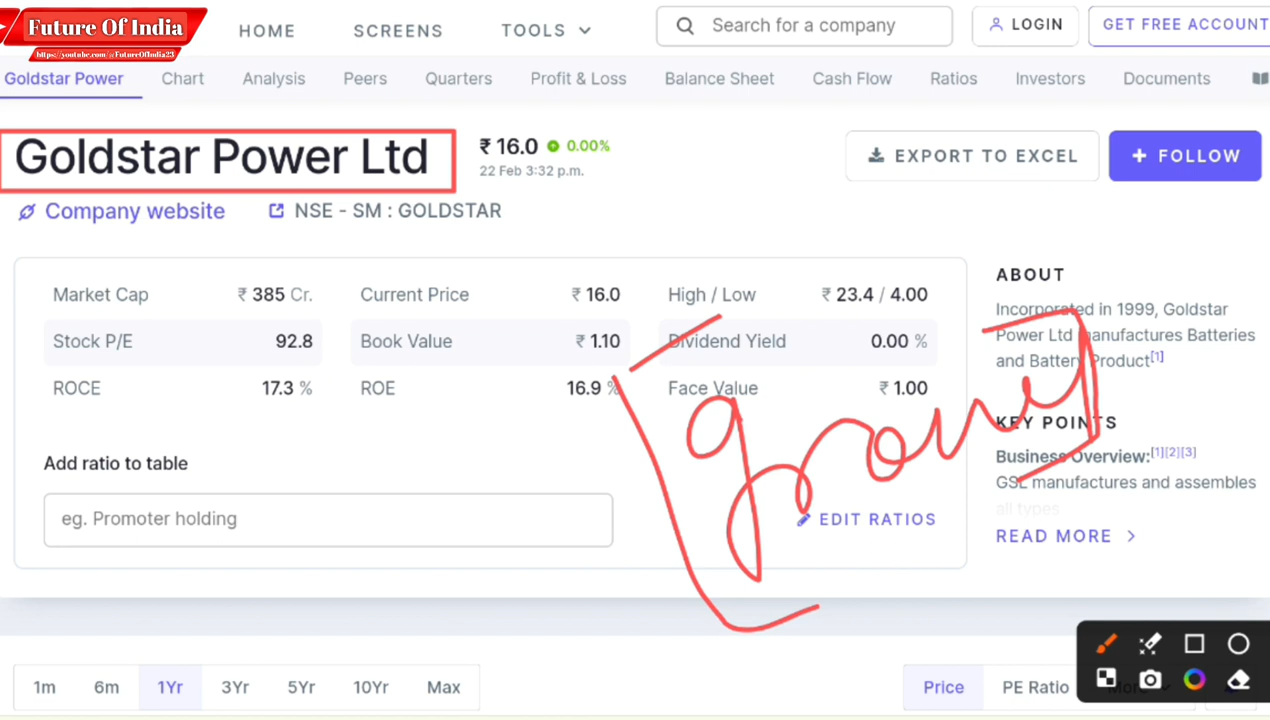 Future Of India
https://youtube.com/@FutureOfIndia23
HOME SCREENS TOOLS Search for a company LOGIN GET FREE ACCOUNT
Goldstar Power Chart Analysis Peers Quarters Profit & Loss Balance Sheet Cash Flow Ratios Investors Documents
Goldstar Power Ltd
₹ 16.0 0.00%
22 Feb 3:32 p.m.
EXPORT TO EXCEL + FOLLOW
Company website NSE - SM : GOLDSTAR
Market Cap ₹ 385 Cr. Current Price ₹ 16.0 High / Low ₹ 23.4 / 4.00
Stock P/E 92.8 Book Value ₹ 1.10 Dividend Yield 0.00 %
ROCE 17.3 % ROE 16.9 % Face Value ₹ 1.00
Add ratio to table
eg. Promoter holding
EDIT RATIOS
ABOUT
Incorporated in 1999, Goldstar
Power Ltd manufactures Batteries
and Battery Product[1]
KEY POINTS
Business Overview:[1][2][3]
GSL manufactures and assembles
all types
READ MORE
1m 6m 1Yr 3Yr 5Yr 10Yr Max Price PE Ratio More